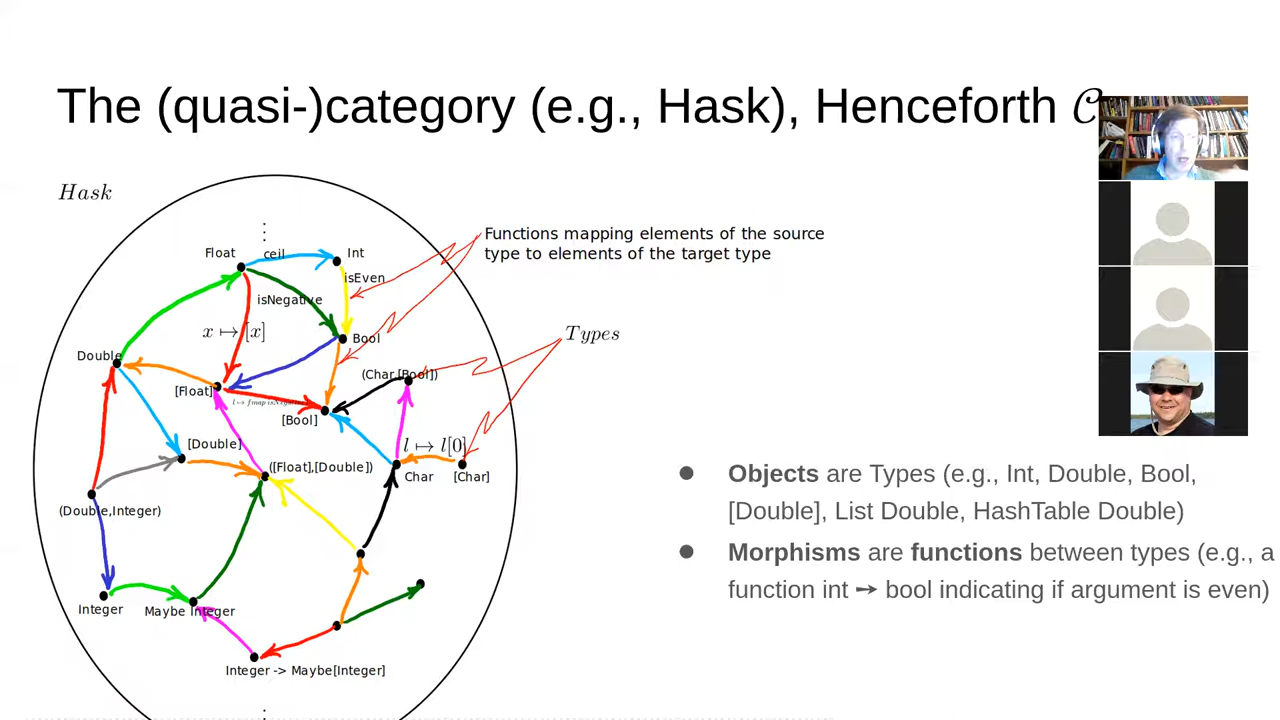 The (quasi-)category (e.g., Hask), Henceforth 𝒞
Hask
⋮
Functions mapping elements of the source
type to elements of the target type
Float
ceil
Int
isEven
isNegative
x ↦ [x]
Bool
Types
Double
(Char,[Bool])
[Float]
l ↦ fmap isNegative l
[Bool]
[Double]
l ↦ l[0]
([Float],[Double])
Char
[Char]
(Double,Integer)
Integer
Maybe Integer
Integer -> Maybe[Integer]
⋮
● Objects are Types (e.g., Int, Double, Bool,
[Double], List Double, HashTable Double)
● Morphisms are functions between types (e.g., a
function int ➙ bool indicating if argument is even)